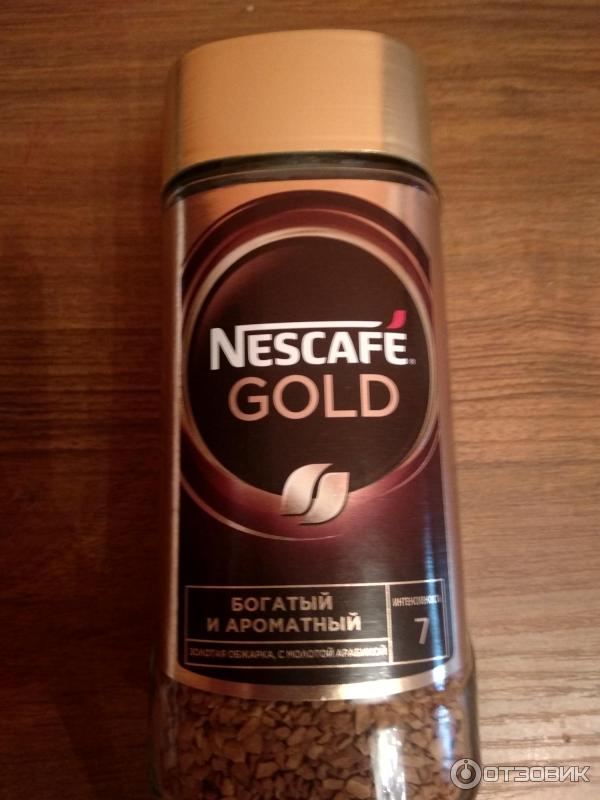 NESCAFÉ
GOLD
БОГАТЫЙ
И АРОМАТНЫЙ
ЗОЛОТАЯ ОБЖАРКА, С МОЛОТОЙ АРАБИКОЙ
ИНТЕНСИВНОСТЬ
7
ОТЗОВИК